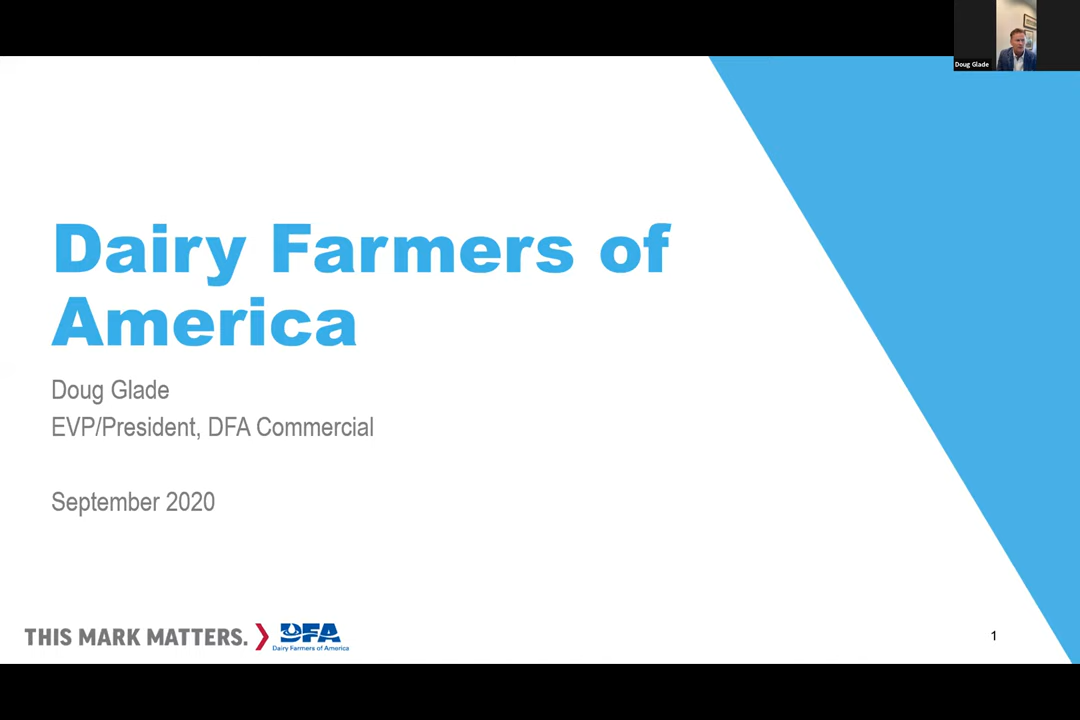 Doug Glade
Dairy Farmers of
America
Doug Glade
EVP/President, DFA Commercial
September 2020
THIS MARK MATTERS.
DFA
Dairy Farmers of America
1